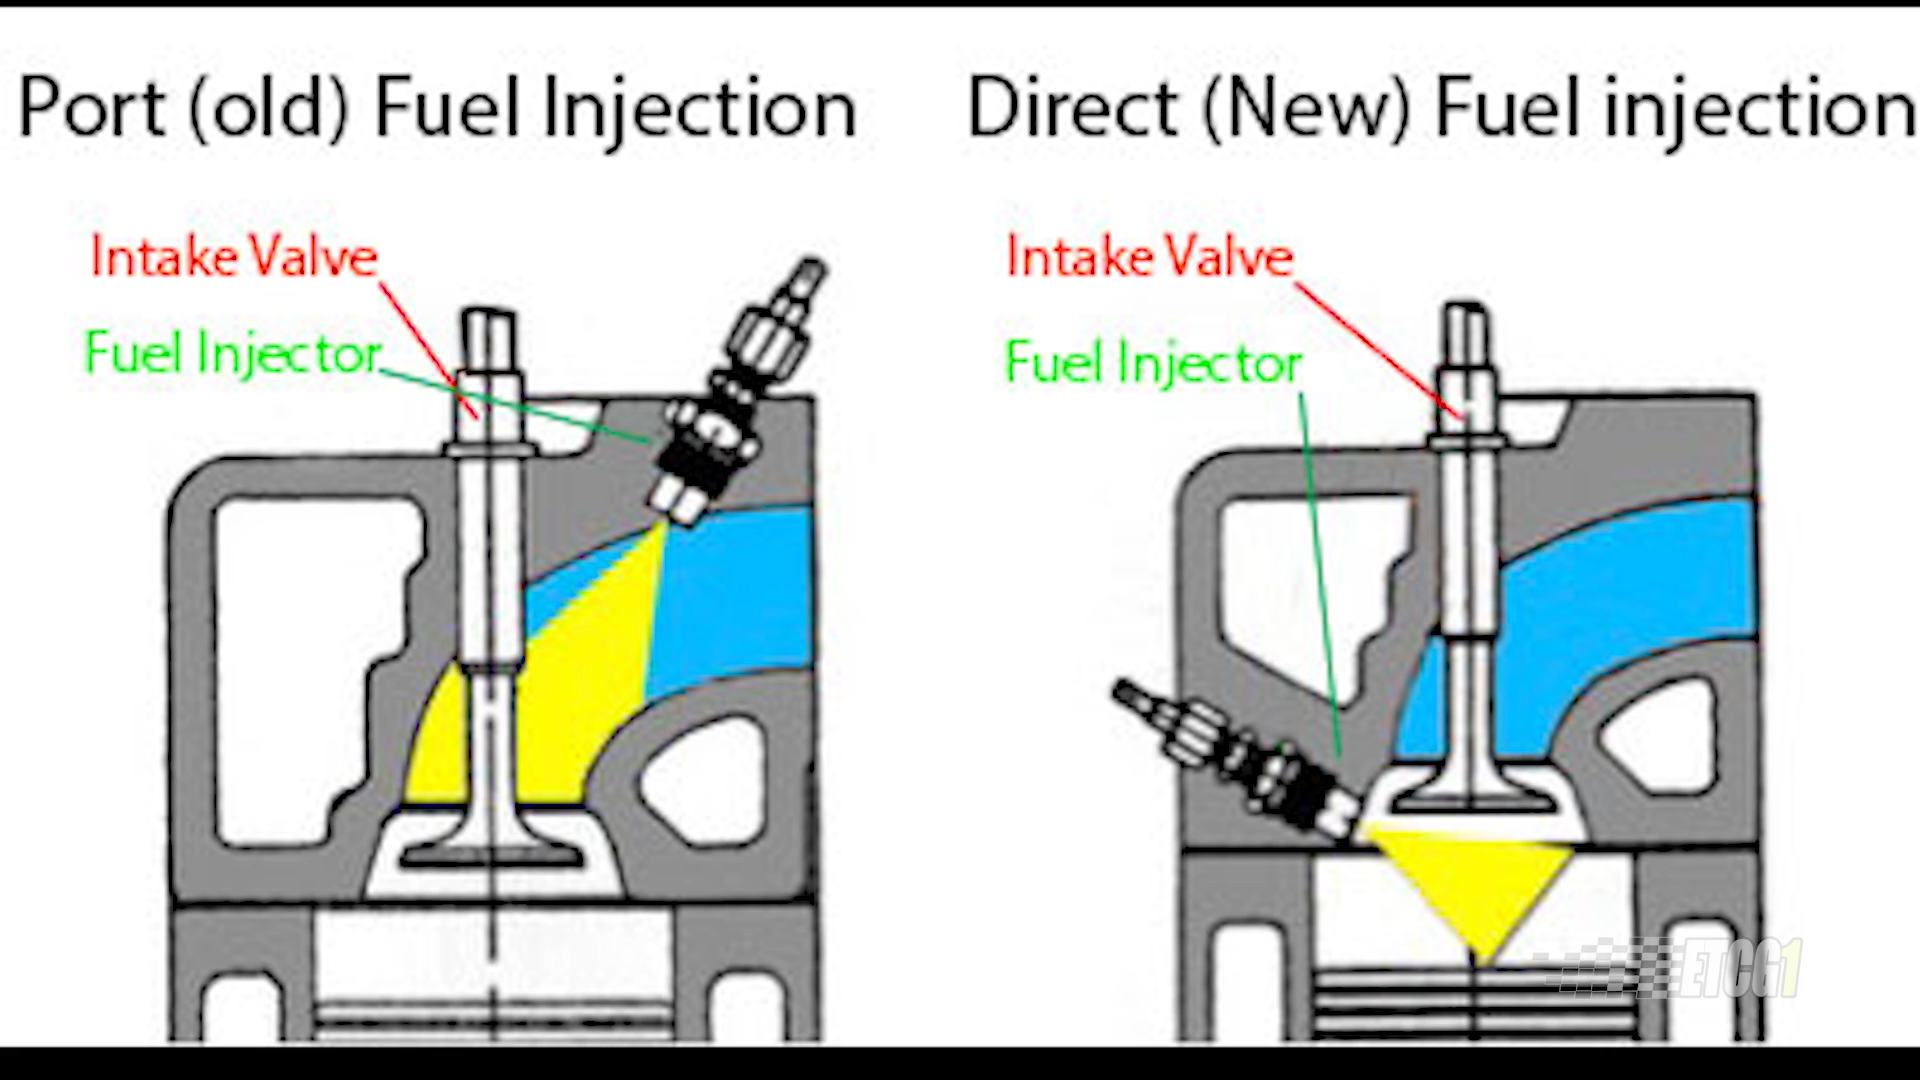 Port (old) Fuel Injection
Direct (New) Fuel injection
Intake Valve
Fuel Injector
Intake Valve
Fuel Injector
ETCG1